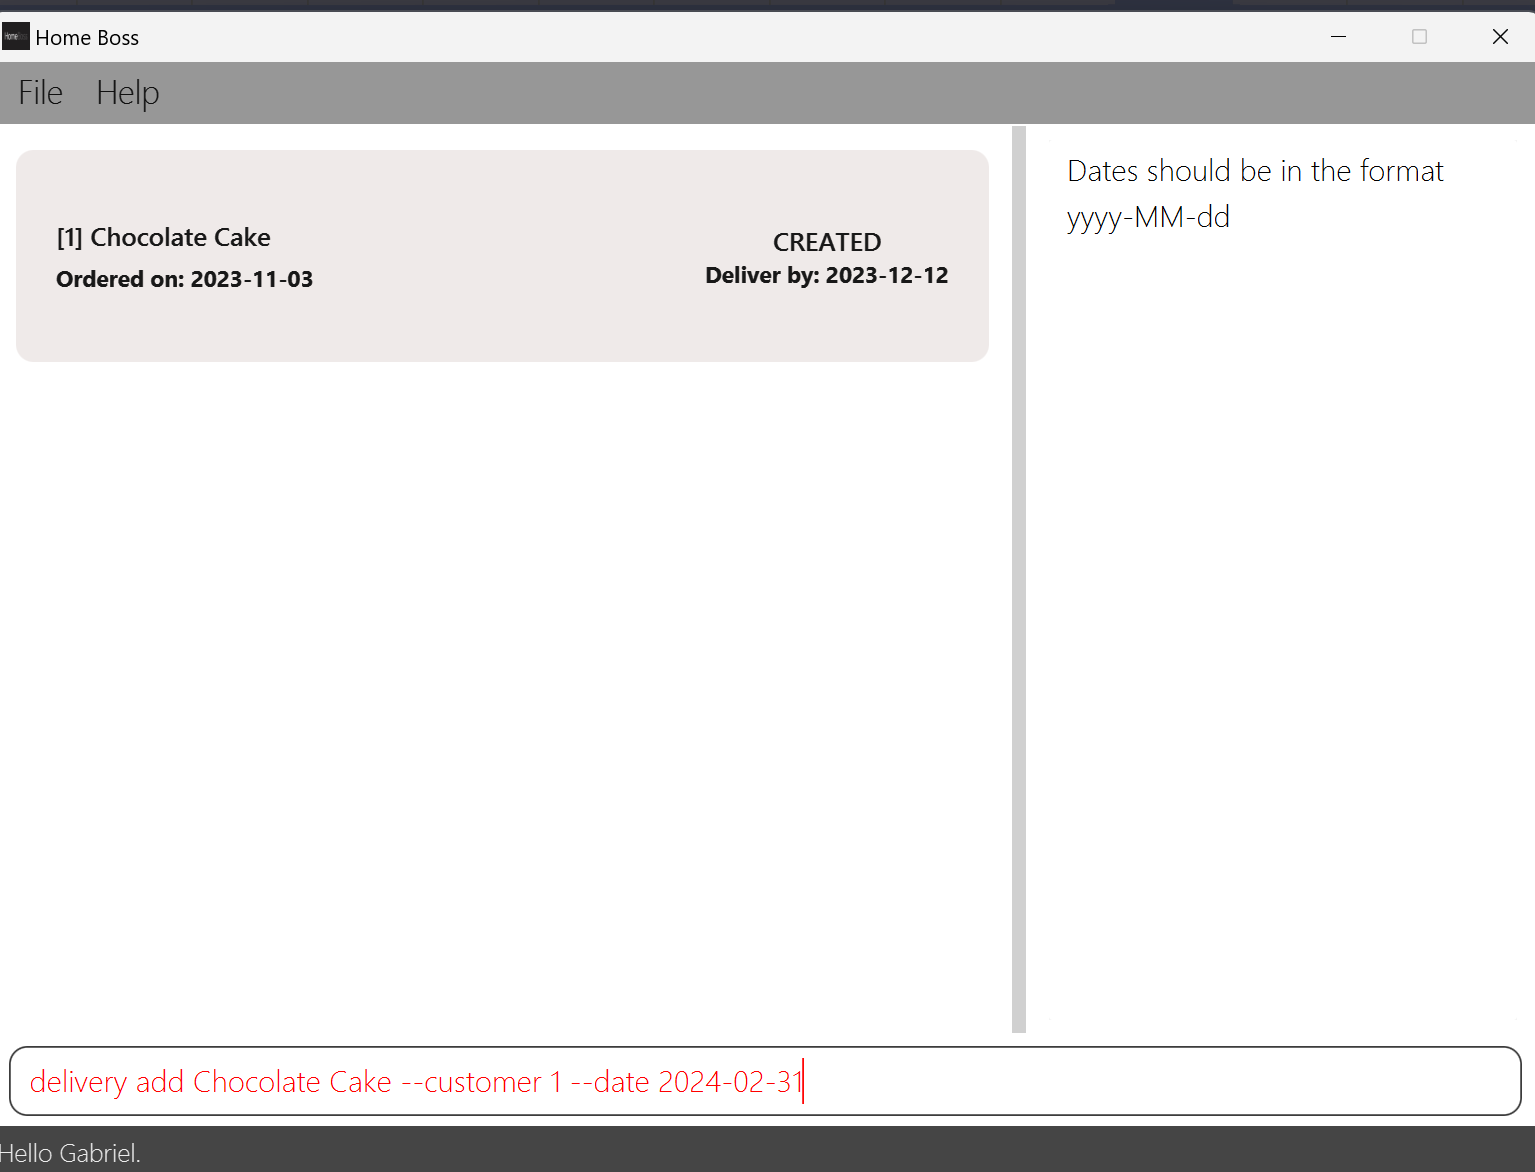 Home Boss
File Help
[1] Chocolate Cake
Ordered on: 2023-11-03
CREATED
Deliver by: 2023-12-12
Dates should be in the format
yyyy-MM-dd
delivery add Chocolate Cake --customer 1 --date 2024-02-31
Hello Gabriel.